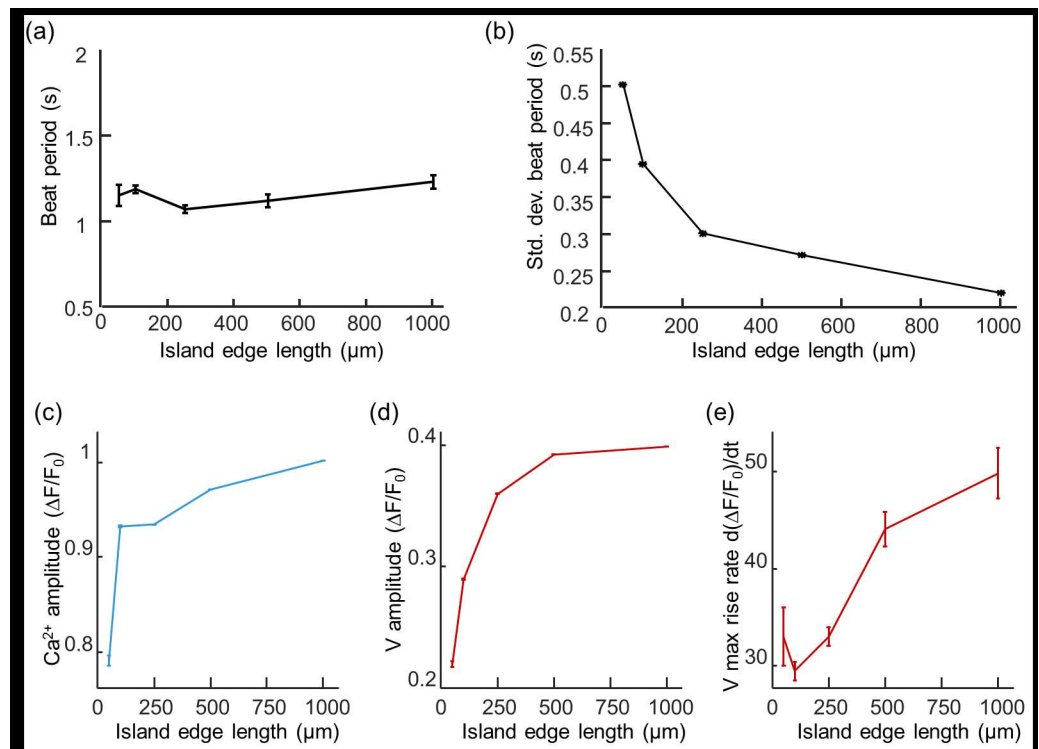 (a)
Beat period (s)
2
1.5
1
0.5
0 200 400 600 800 1000
Island edge length (µm)
(b)
Std. dev. beat period (s)
0.55
0.5
0.45
0.4
0.35
0.3
0.25
0.2
0 200 400 600 800 1000
Island edge length (µm)
(c)
Ca²⁺ amplitude (ΔF/F₀)
1
0.9
0.8
0 250 500 750 1000
Island edge length (µm)
(d)
V amplitude (ΔF/F₀)
0.4
0.3
0.2
0 250 500 750 1000
Island edge length (µm)
(e)
V max rise rate d(ΔF/F₀)/dt
50
40
30
0 250 500 750 1000
Island edge length (µm)